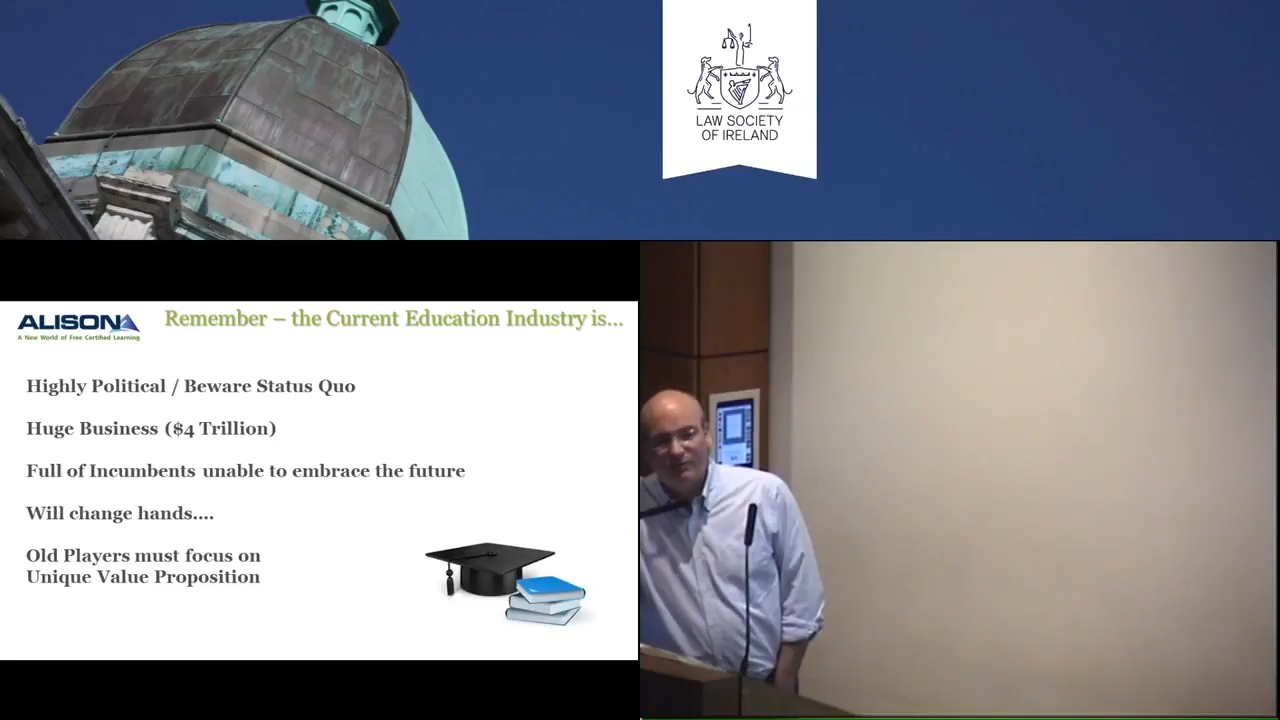 LAW SOCIETY
OF IRELAND
ALISON
A New World of Free Certified Learning
Remember – the Current Education Industry is...
Highly Political / Beware Status Quo
Huge Business ($4 Trillion)
Full of Incumbents unable to embrace the future
Will change hands....
Old Players must focus on
Unique Value Proposition